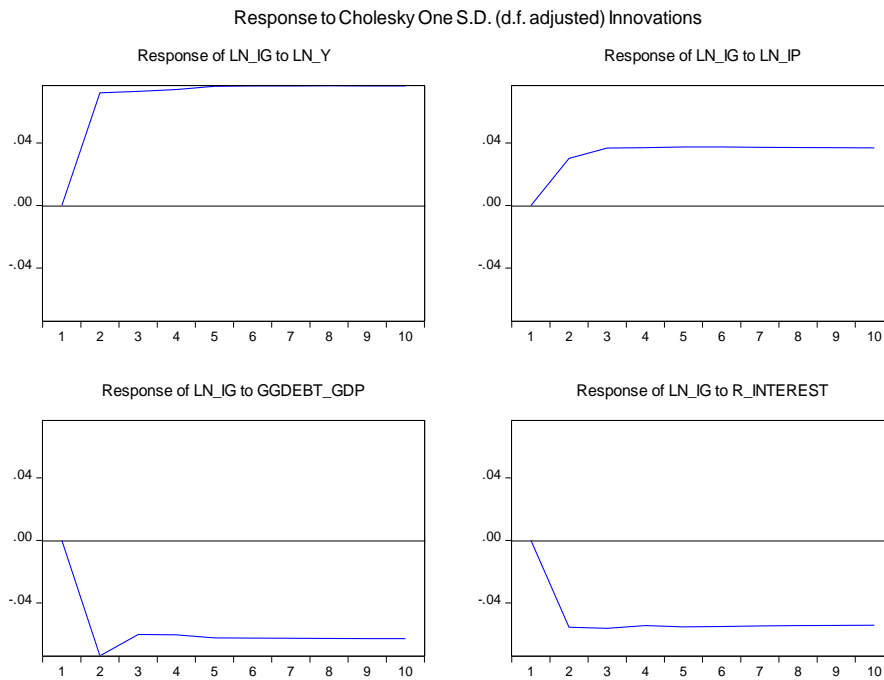 Response to Cholesky One S.D. (d.f. adjusted) Innovations
Response of LN_IG to LN_Y
.04
.00
-.04
1 2 3 4 5 6 7 8 9 10
Response of LN_IG to LN_IP
.04
.00
-.04
1 2 3 4 5 6 7 8 9 10
Response of LN_IG to GGDEBT_GDP
.04
.00
-.04
1 2 3 4 5 6 7 8 9 10
Response of LN_IG to R_INTEREST
.04
.00
-.04
1 2 3 4 5 6 7 8 9 10